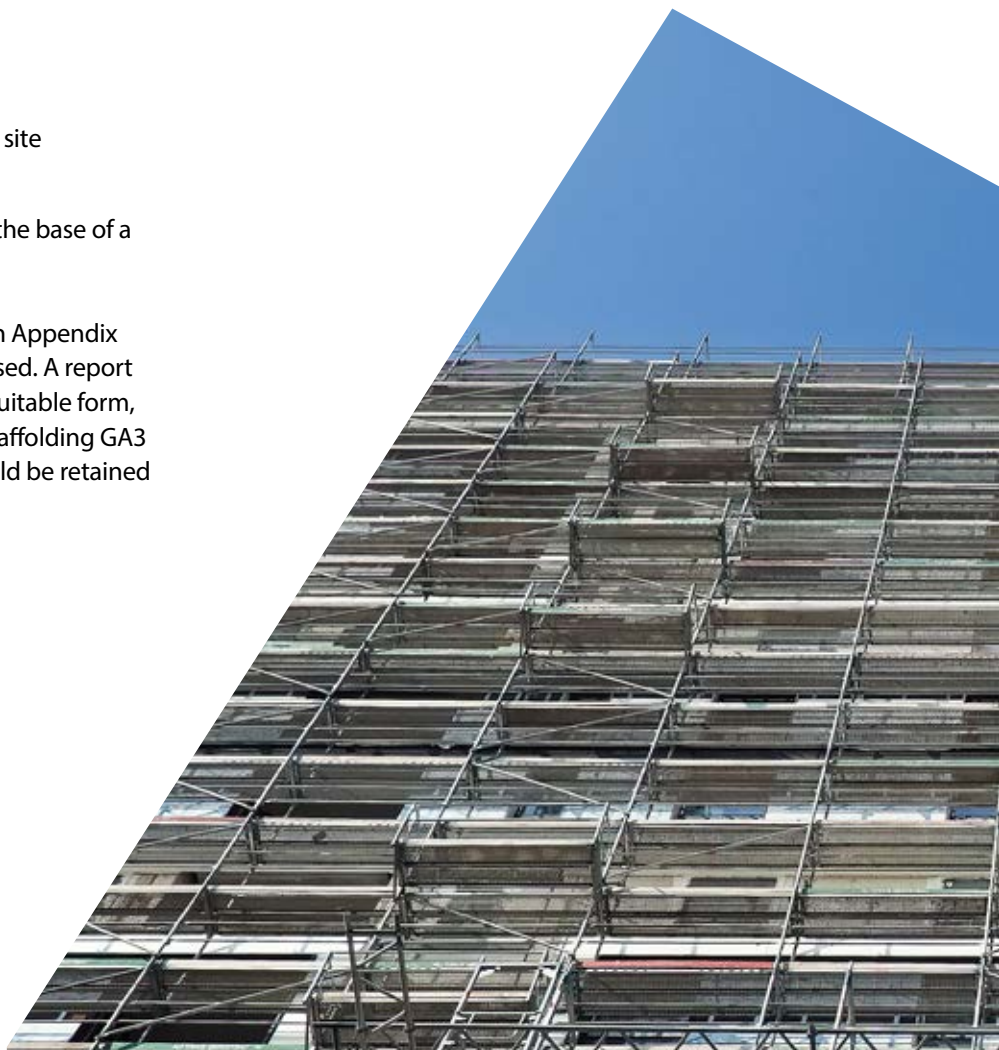 site
the base of a
n Appendix
sed. A report
uitable form,
affolding GA3
ld be retained